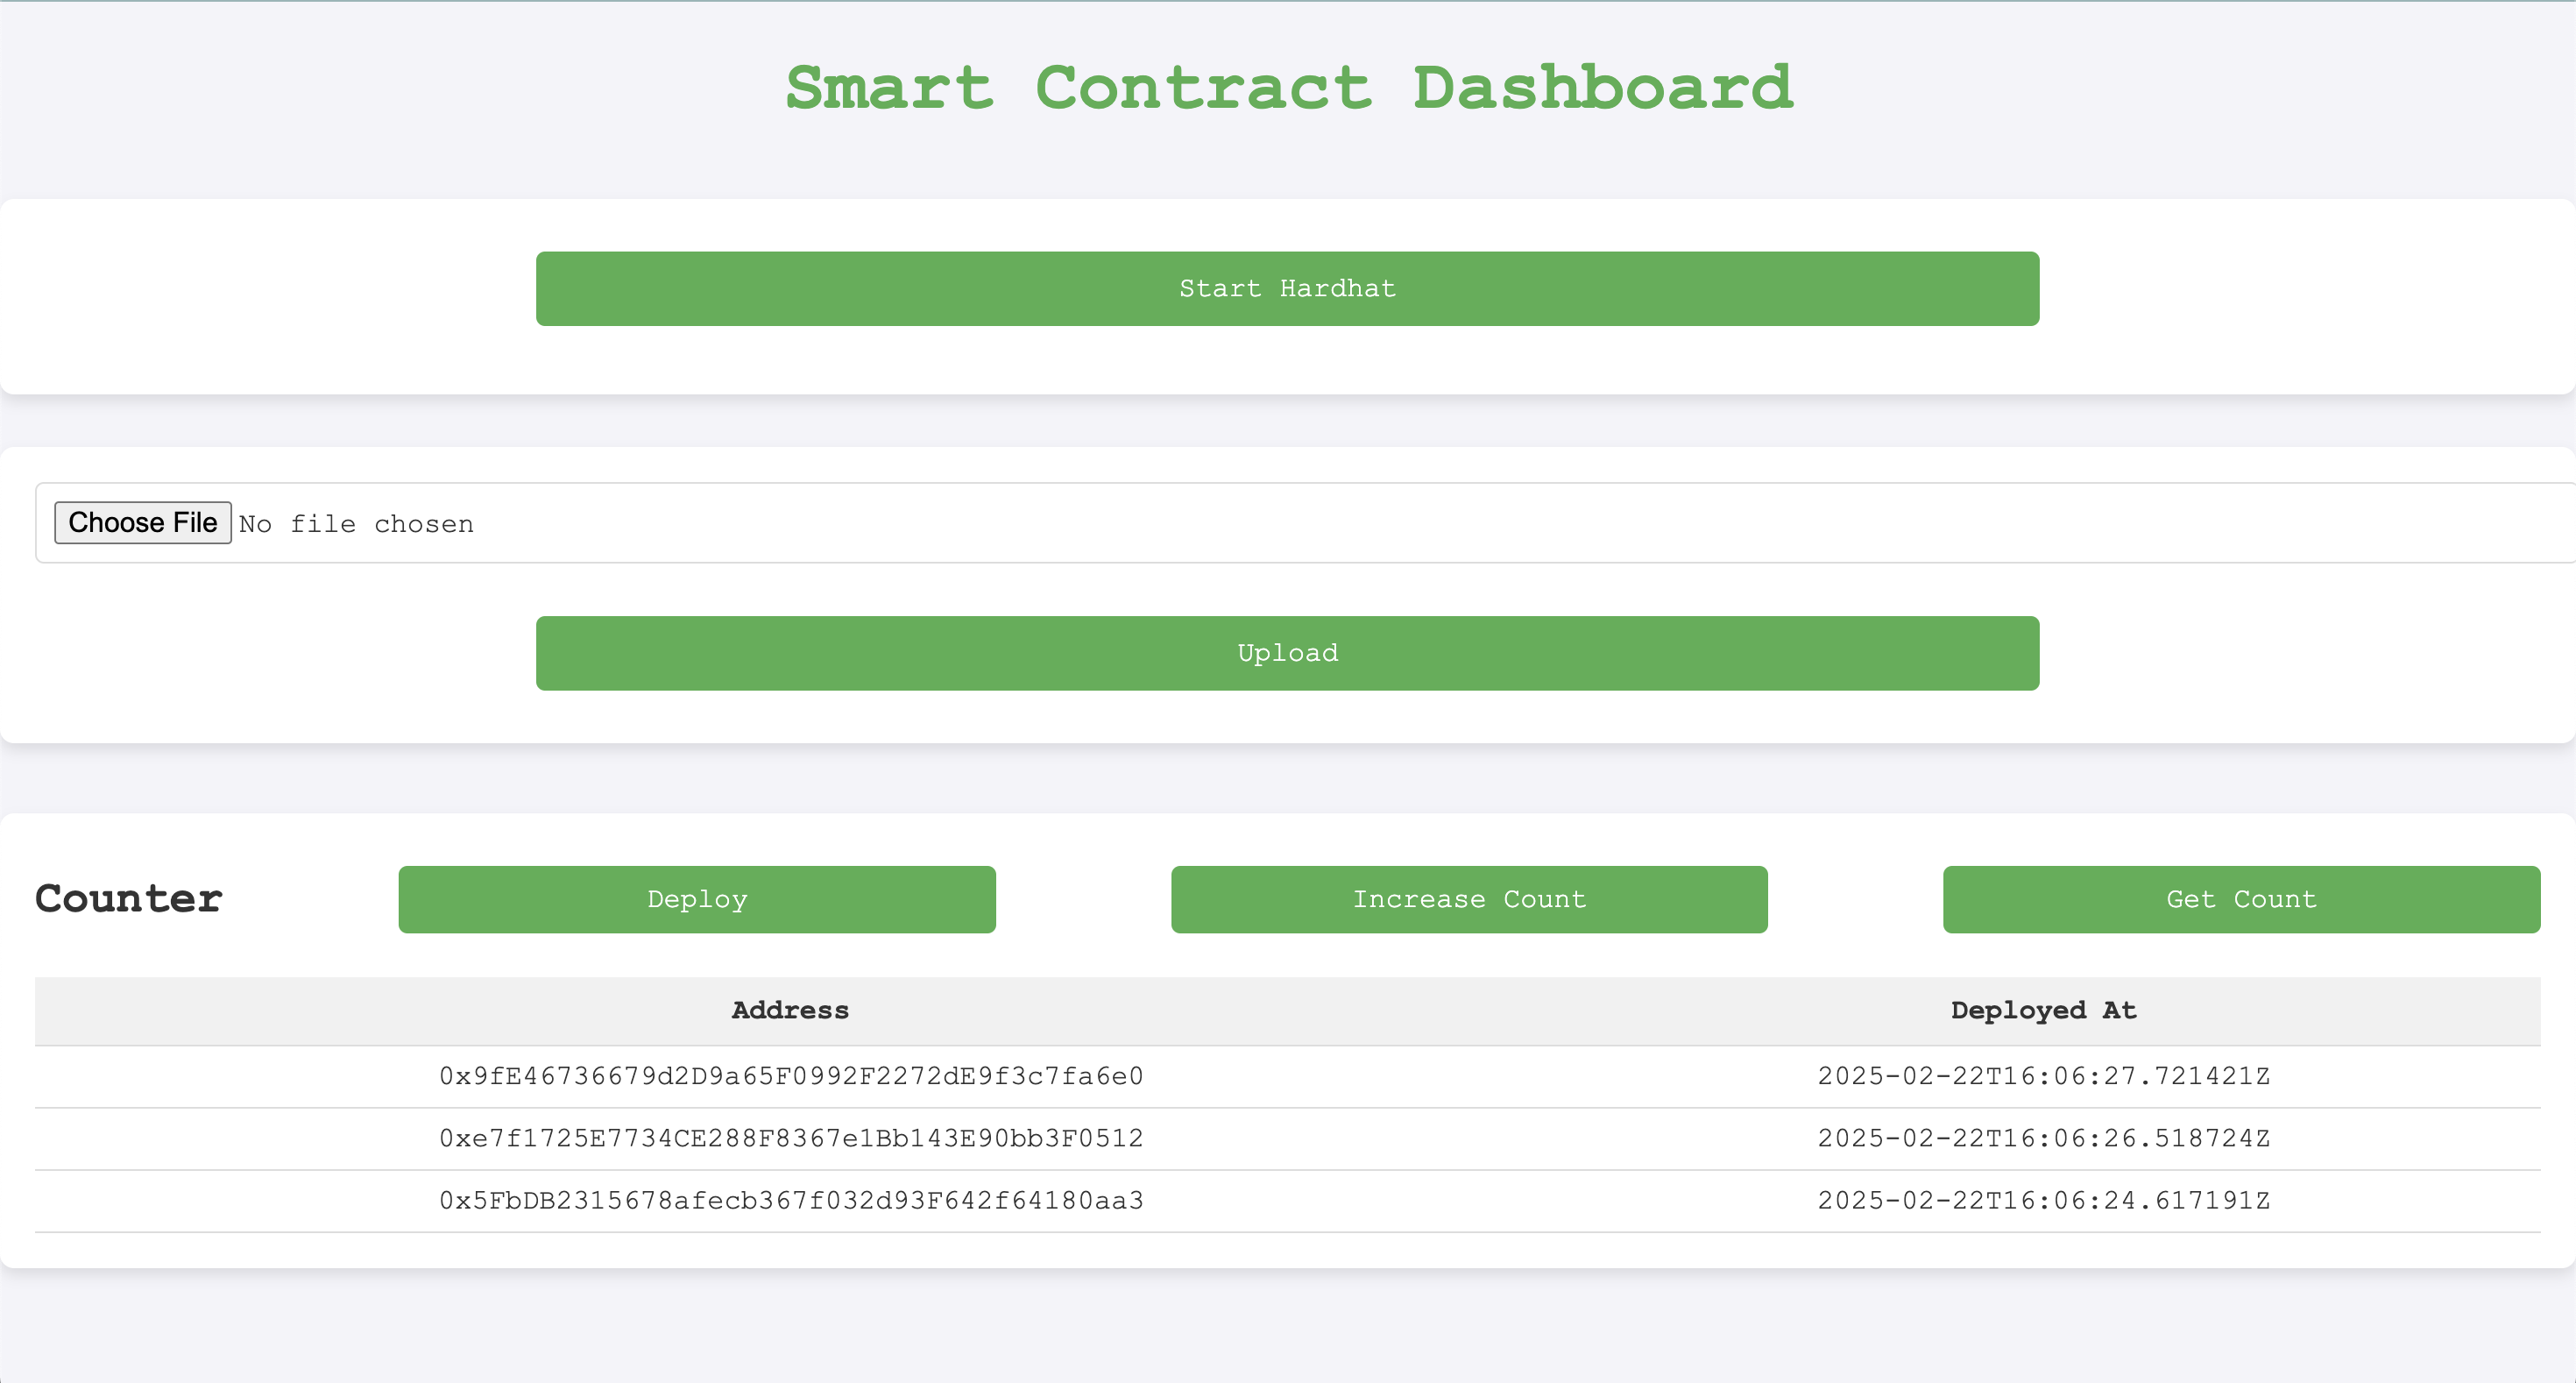 Smart Contract Dashboard
Start Hardhat
Choose File No file chosen
Upload
Counter Deploy Increase Count Get Count
Address Deployed At
0x9fE46736679d2D9a65F0992F2272dE9f3c7fa6e0 2025-02-22T16:06:27.721421Z
0xe7f1725E7734CE288F8367e1Bb143E90bb3F0512 2025-02-22T16:06:26.518724Z
0x5FbDB2315678afecb367f032d93F642f64180aa3 2025-02-22T16:06:24.617191Z